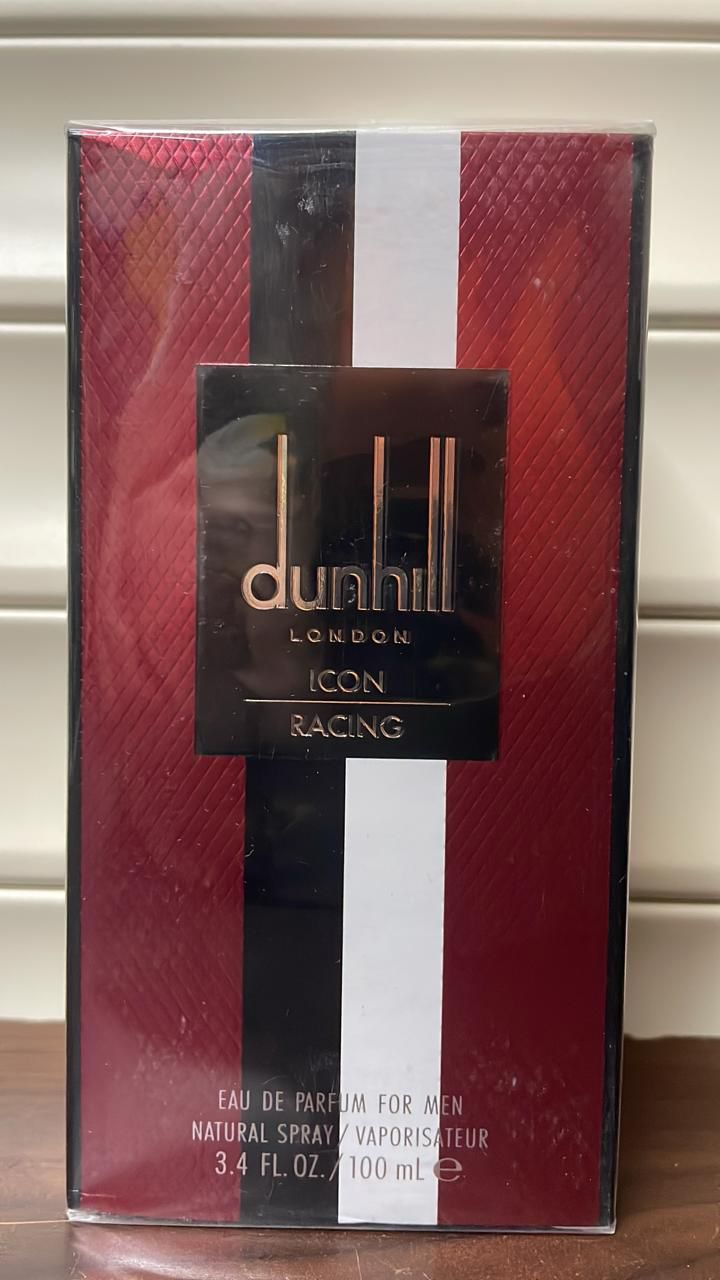 dunhill
LONDON
ICON
RACING
EAU DE PARFUM FOR MEN
NATURAL SPRAY / VAPORISATEUR
3.4 FL. OZ. / 100 mL ℮